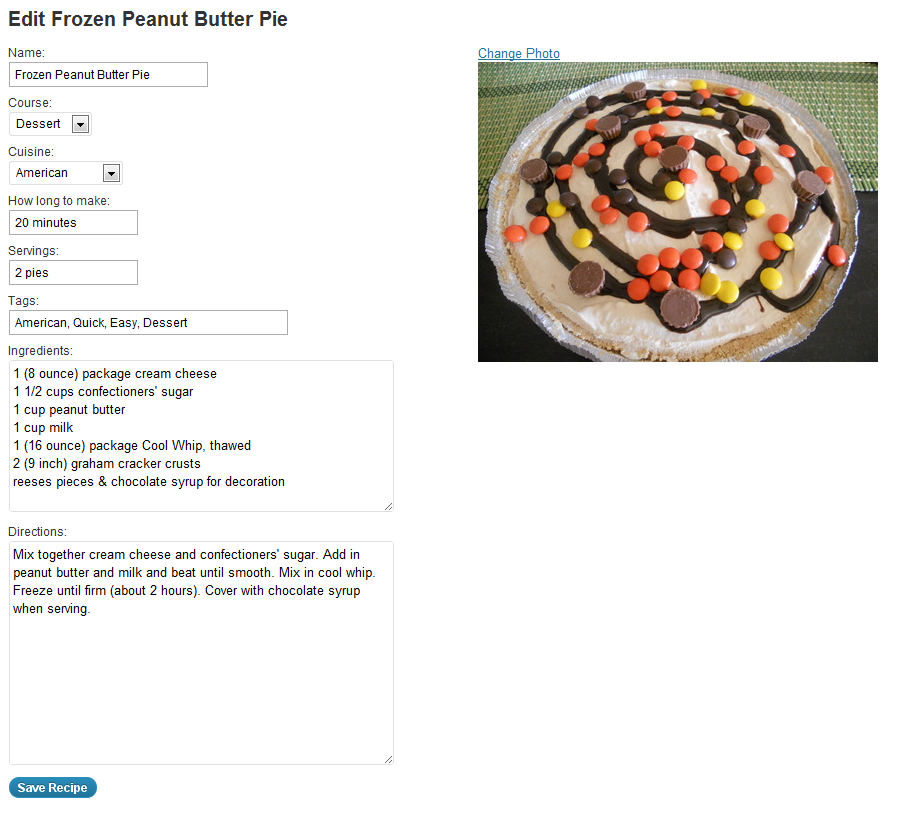 Edit Frozen Peanut Butter Pie
Name:
Frozen Peanut Butter Pie
Course:
Dessert
Cuisine:
American
How long to make:
20 minutes
Servings:
2 pies
Tags:
American, Quick, Easy, Dessert
Ingredients:
1 (8 ounce) package cream cheese
1 1/2 cups confectioners' sugar
1 cup peanut butter
1 cup milk
1 (16 ounce) package Cool Whip, thawed
2 (9 inch) graham cracker crusts
reeses pieces & chocolate syrup for decoration
Directions:
Mix together cream cheese and confectioners' sugar. Add in
peanut butter and milk and beat until smooth. Mix in cool whip.
Freeze until firm (about 2 hours). Cover with chocolate syrup
when serving.
Save Recipe
Change Photo